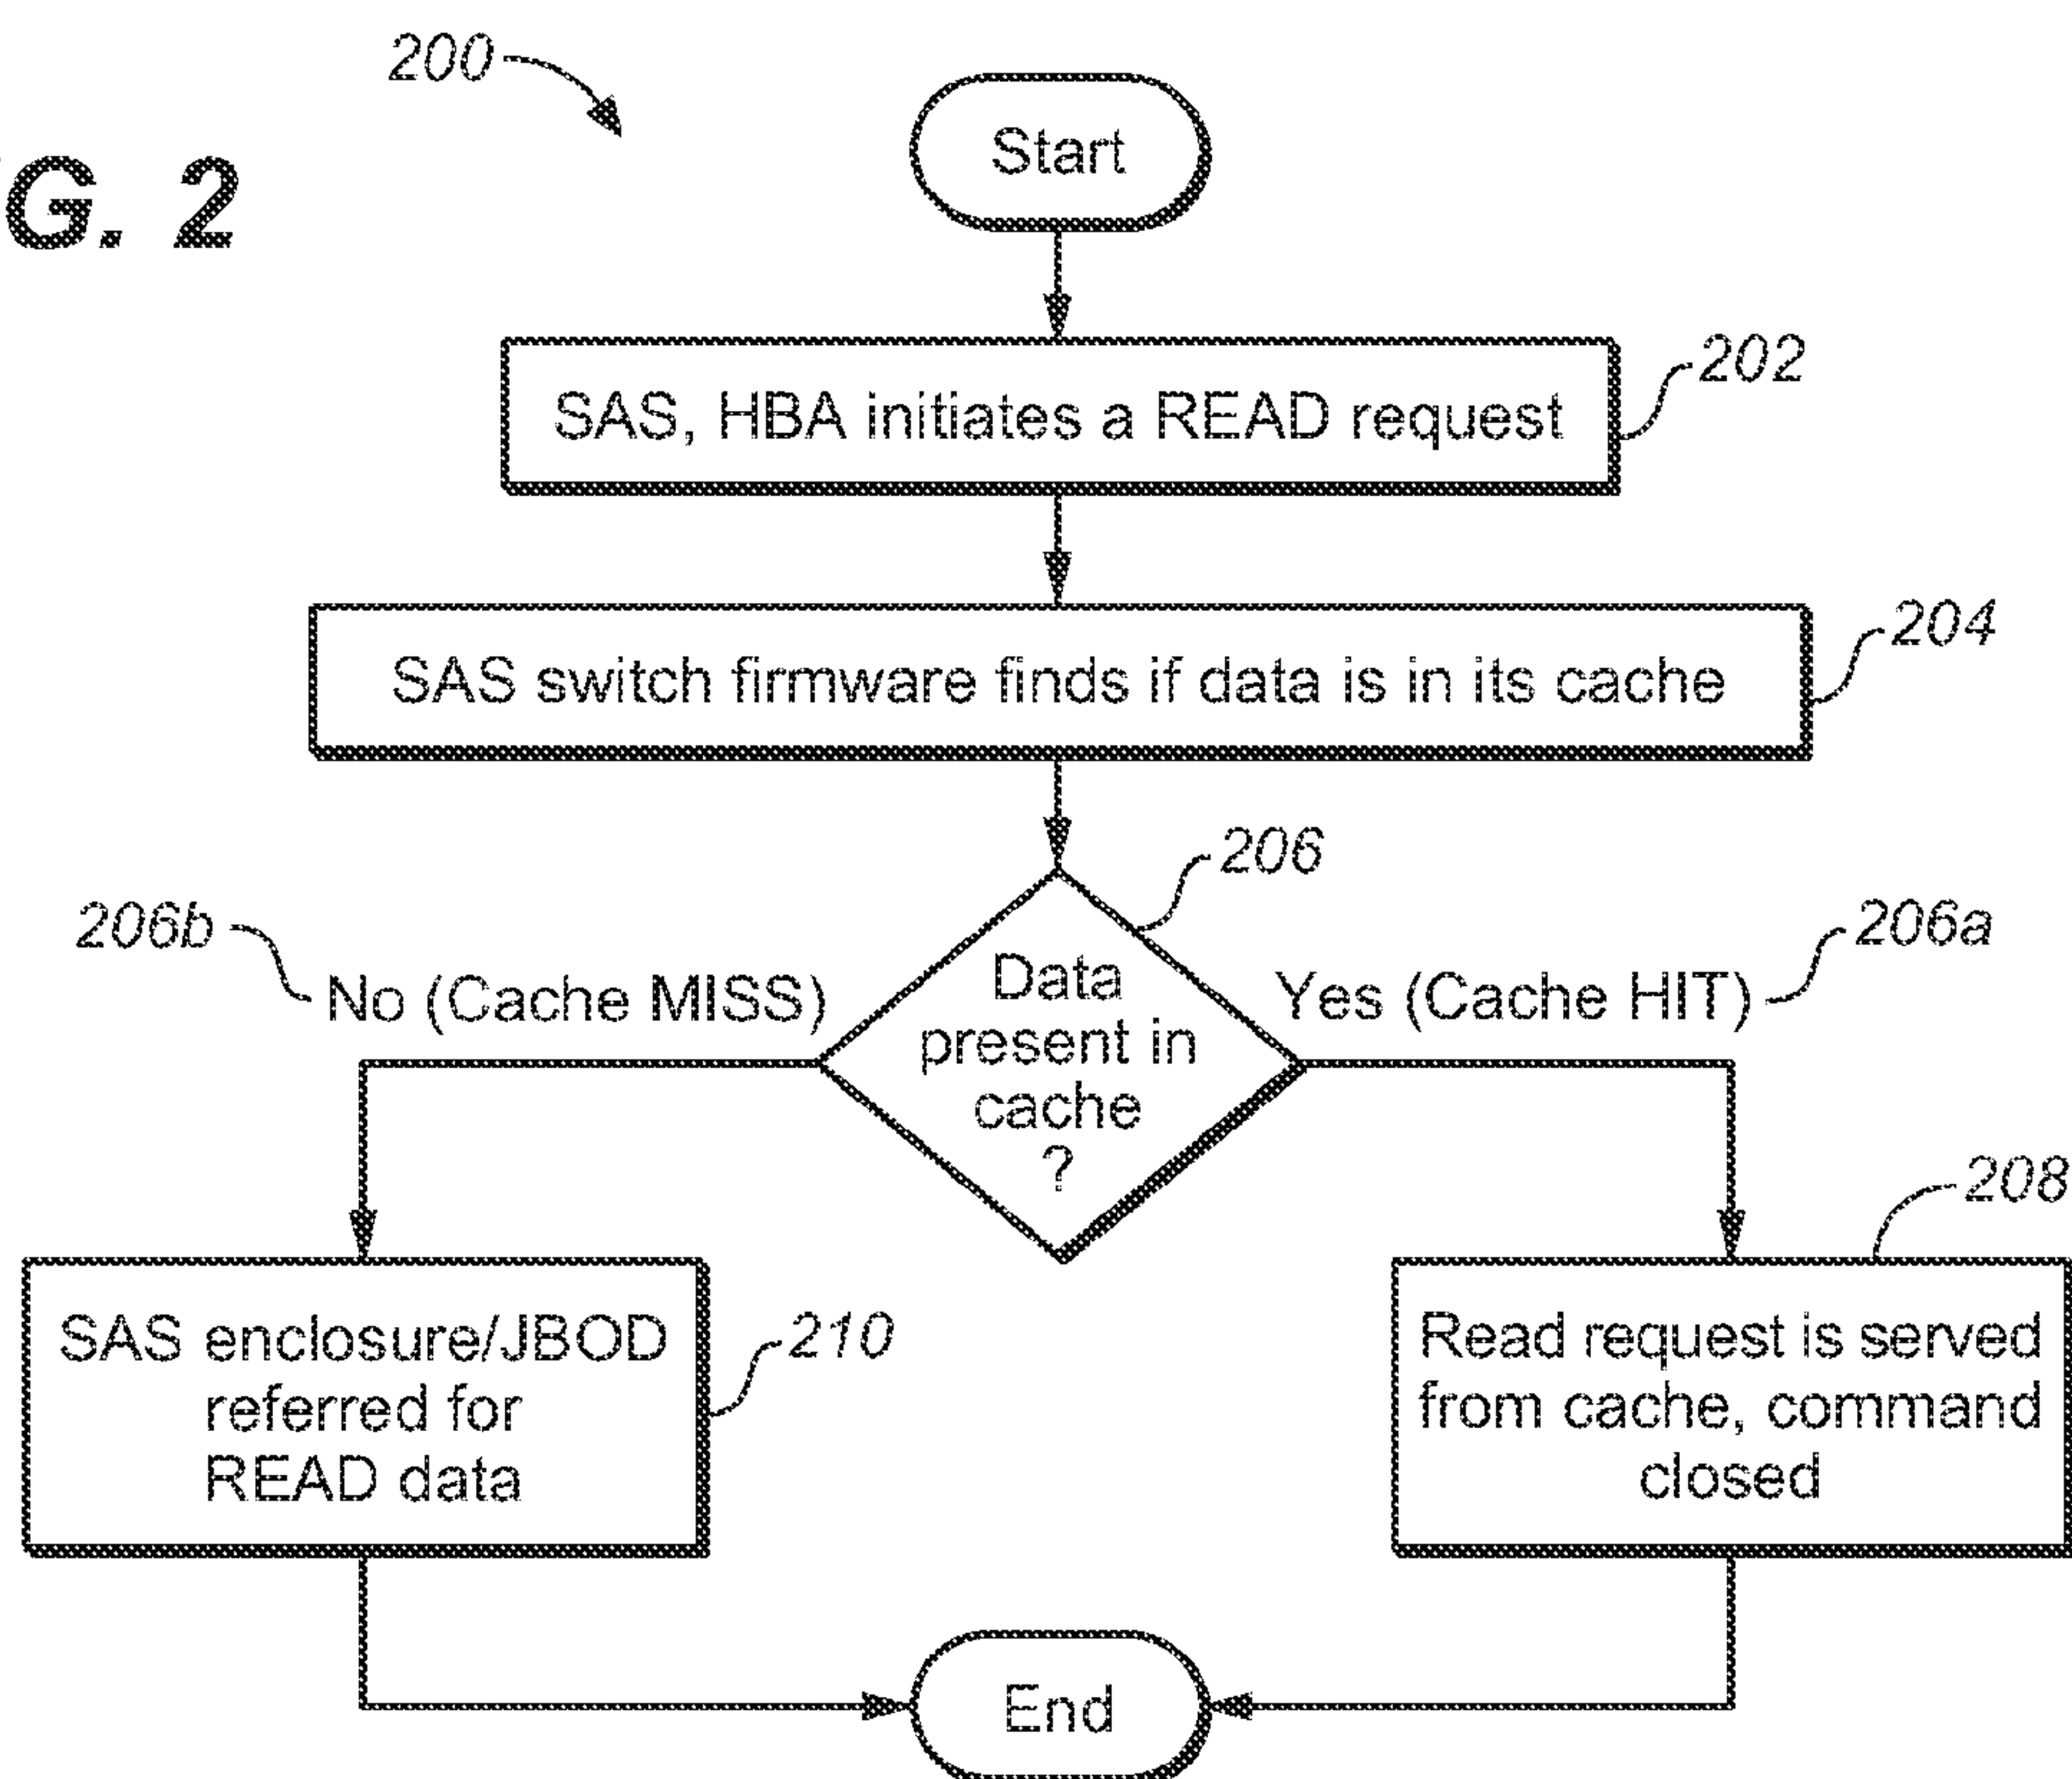 200
Start
G. 2
SAS, HBA initiates a READ request
202
SAS switch firmware finds if data is in its cache
204
206
206b
206a
No (Cache MISS)
Data
present in
cache
?
Yes (Cache HIT)
208
SAS enclosure/JBOD
referred for
READ data
210
Read request is served
from cache, command
closed
End